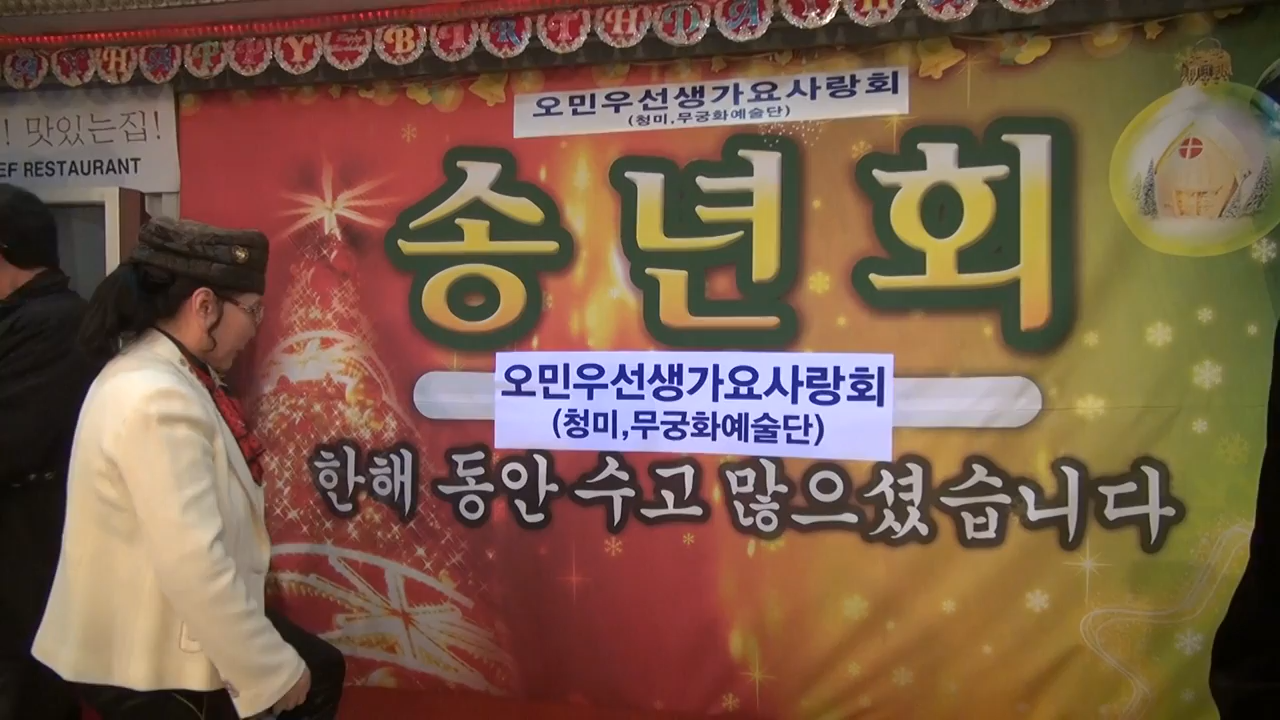 HAPPY BIRTHDAY
! 맛있는집!
EF RESTAURANT
오민우선생가요사랑회
(청미,무궁화예술단)
송년회
오민우선생가요사랑회
(청미,무궁화예술단)
한해 동안 수고 많으셨습니다